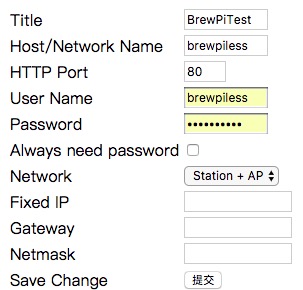 Title BrewPiTest
Host/Network Name brewpiless
HTTP Port 80
User Name brewpiless
Password ••••••••••
Always need password
Network Station + AP
Fixed IP
Gateway
Netmask
Save Change 提交